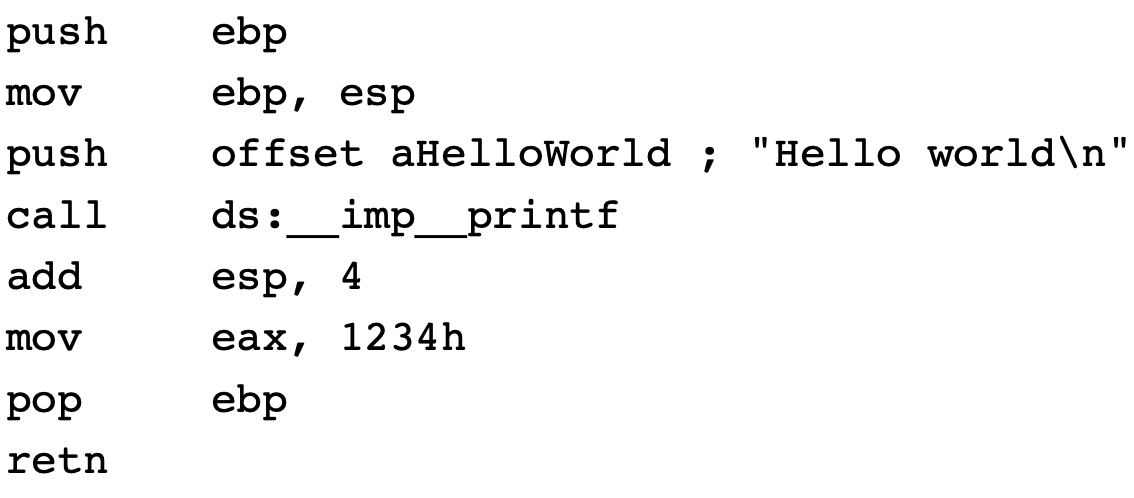 push ebp
mov ebp, esp
push offset aHelloWorld ; "Hello world\n"
call ds:__imp__printf
add esp, 4
mov eax, 1234h
pop ebp
retn